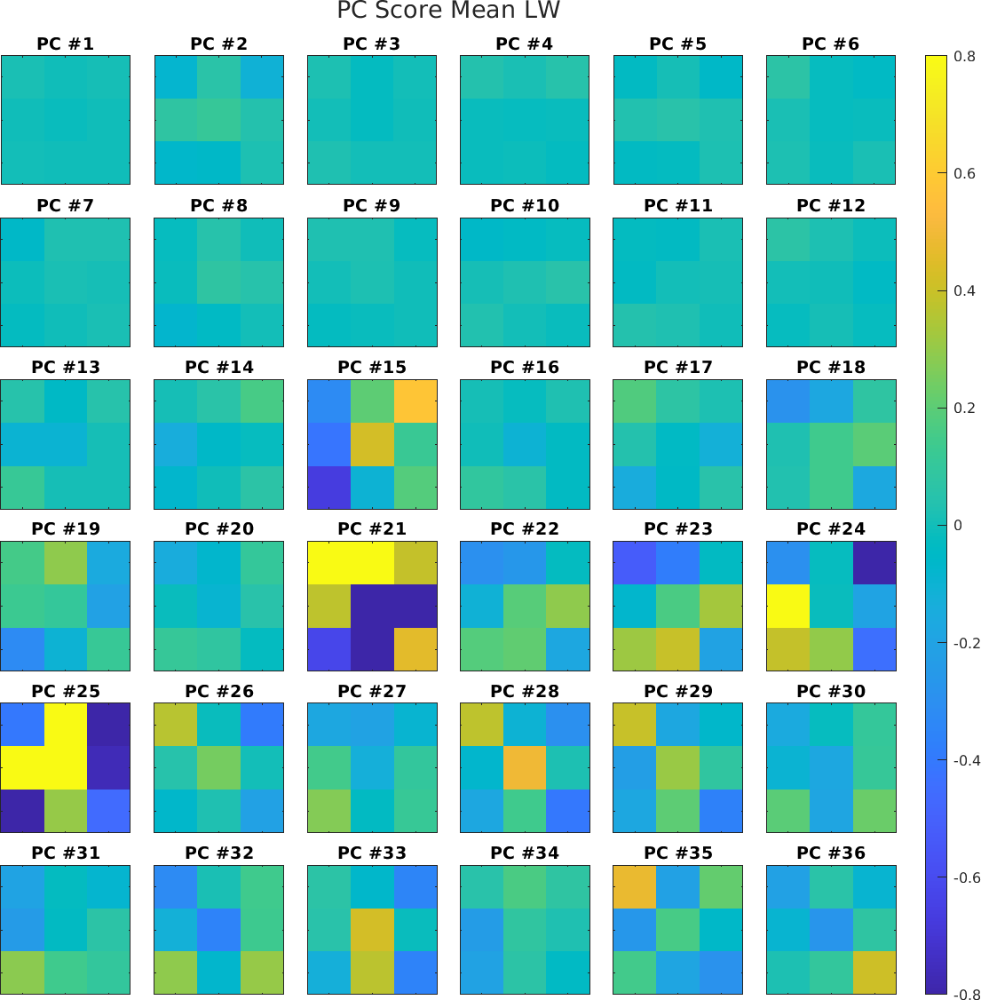 PC Score Mean LW
PC #1 PC #2 PC #3 PC #4 PC #5 PC #6
PC #7 PC #8 PC #9 PC #10 PC #11 PC #12
PC #13 PC #14 PC #15 PC #16 PC #17 PC #18
PC #19 PC #20 PC #21 PC #22 PC #23 PC #24
PC #25 PC #26 PC #27 PC #28 PC #29 PC #30
PC #31 PC #32 PC #33 PC #34 PC #35 PC #36
0.8
0.6
0.4
0.2
0
-0.2
-0.4
-0.6
-0.8